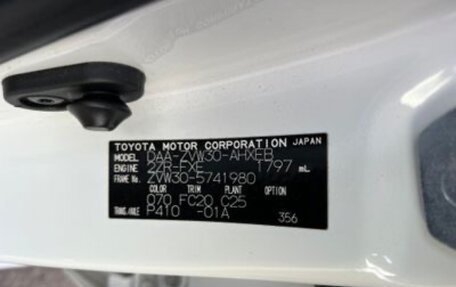 TOYOTA MOTOR CORPORATION JAPAN
MODEL DAA-ZVW30-AHXEB
ENGINE 2ZR-FXE 1797 mL
FRAME No. ZVW30-5741980
COLOR TRIM PLANT OPTION
070 FC20 C25
TRANS./AXLE P410 -01A 356